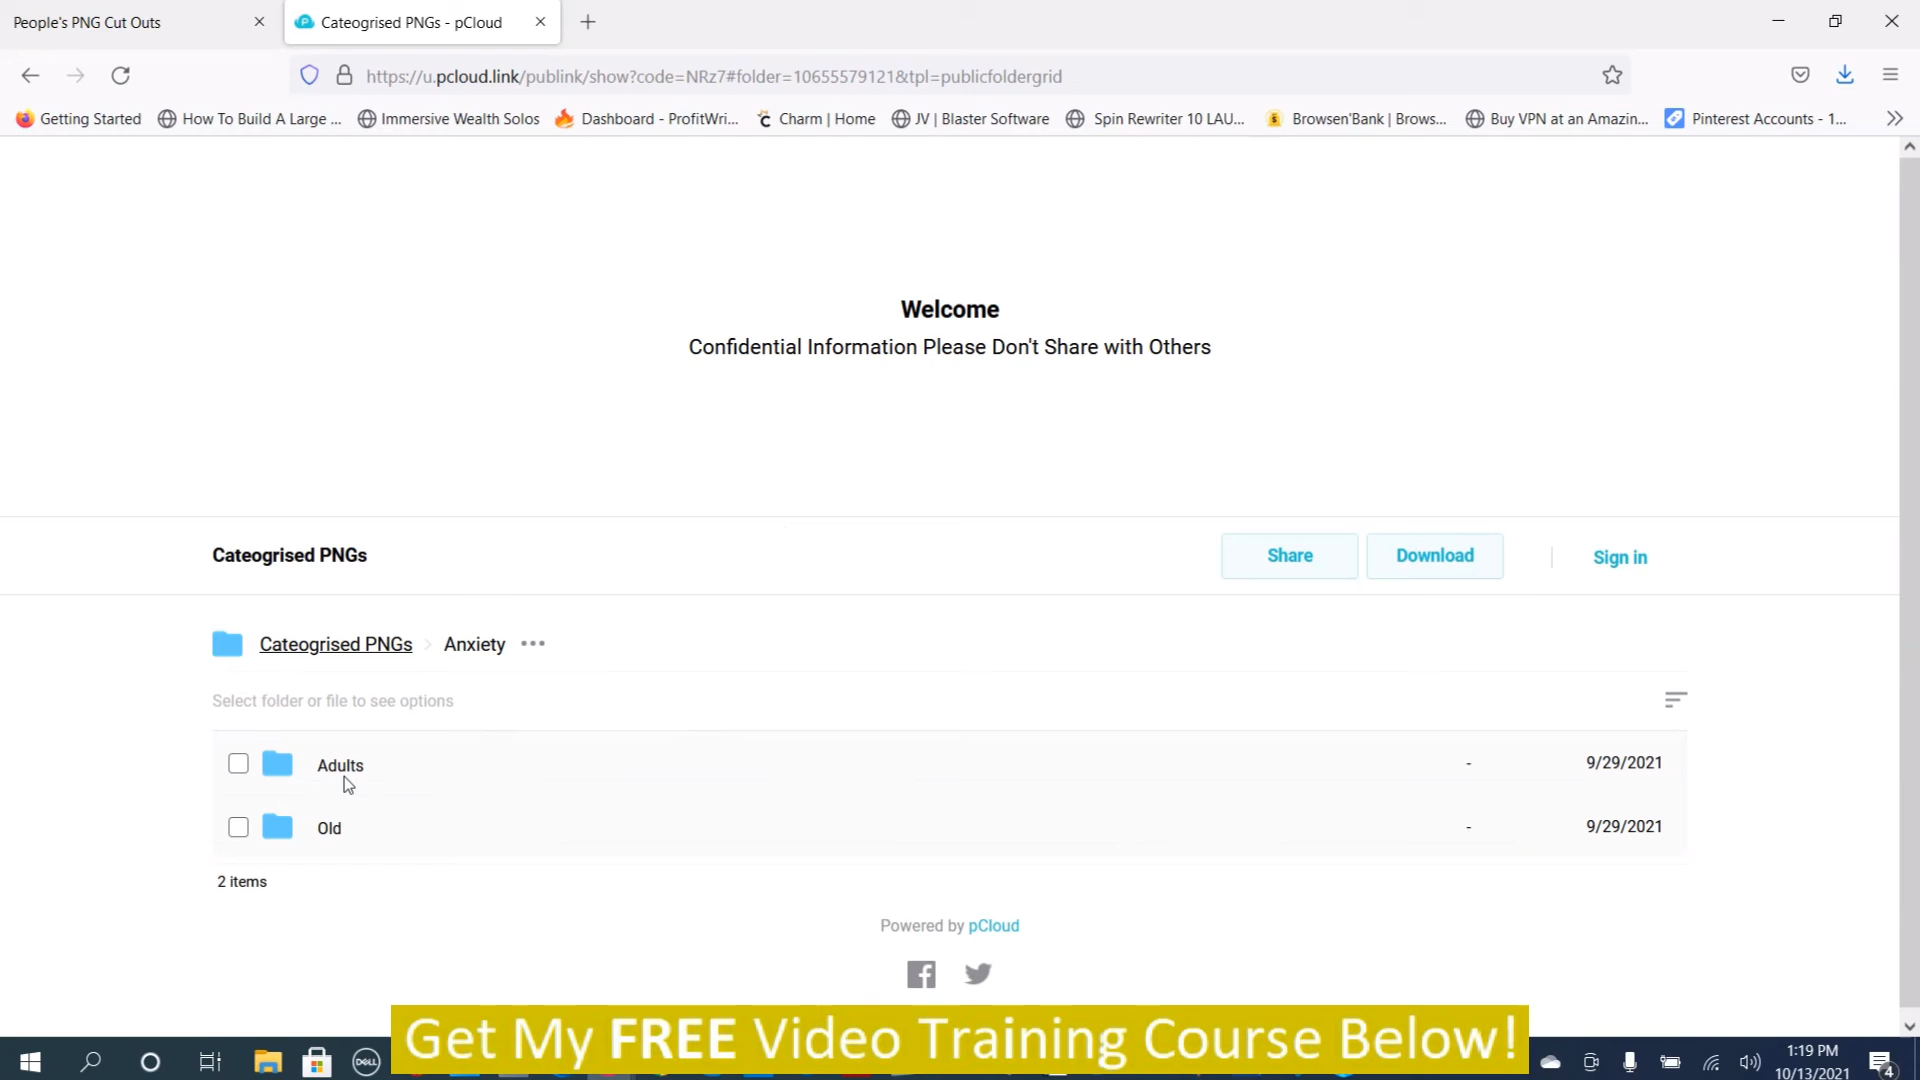 People's PNG Cut Outs
Cateogrised PNGs - pCloud
https://u.pcloud.link/publink/show?code=NRz7#folder=10655579121&tpl=publicfoldergrid
Getting Started
How To Build A Large ...
Immersive Wealth Solos
Dashboard - ProfitWri...
Charm | Home
JV | Blaster Software
Spin Rewriter 10 LAU...
Browsen'Bank | Brows...
Buy VPN at an Amazin...
Pinterest Accounts - 1...
Welcome
Confidential Information Please Don't Share with Others
Cateogrised PNGs
Share
Download
Sign in
Cateogrised PNGs > Anxiety
Select folder or file to see options
Adults - 9/29/2021
Old - 9/29/2021
2 items
Powered by pCloud
Get My FREE Video Training Course Below!
DELL
1:19 PM
10/13/2021
4